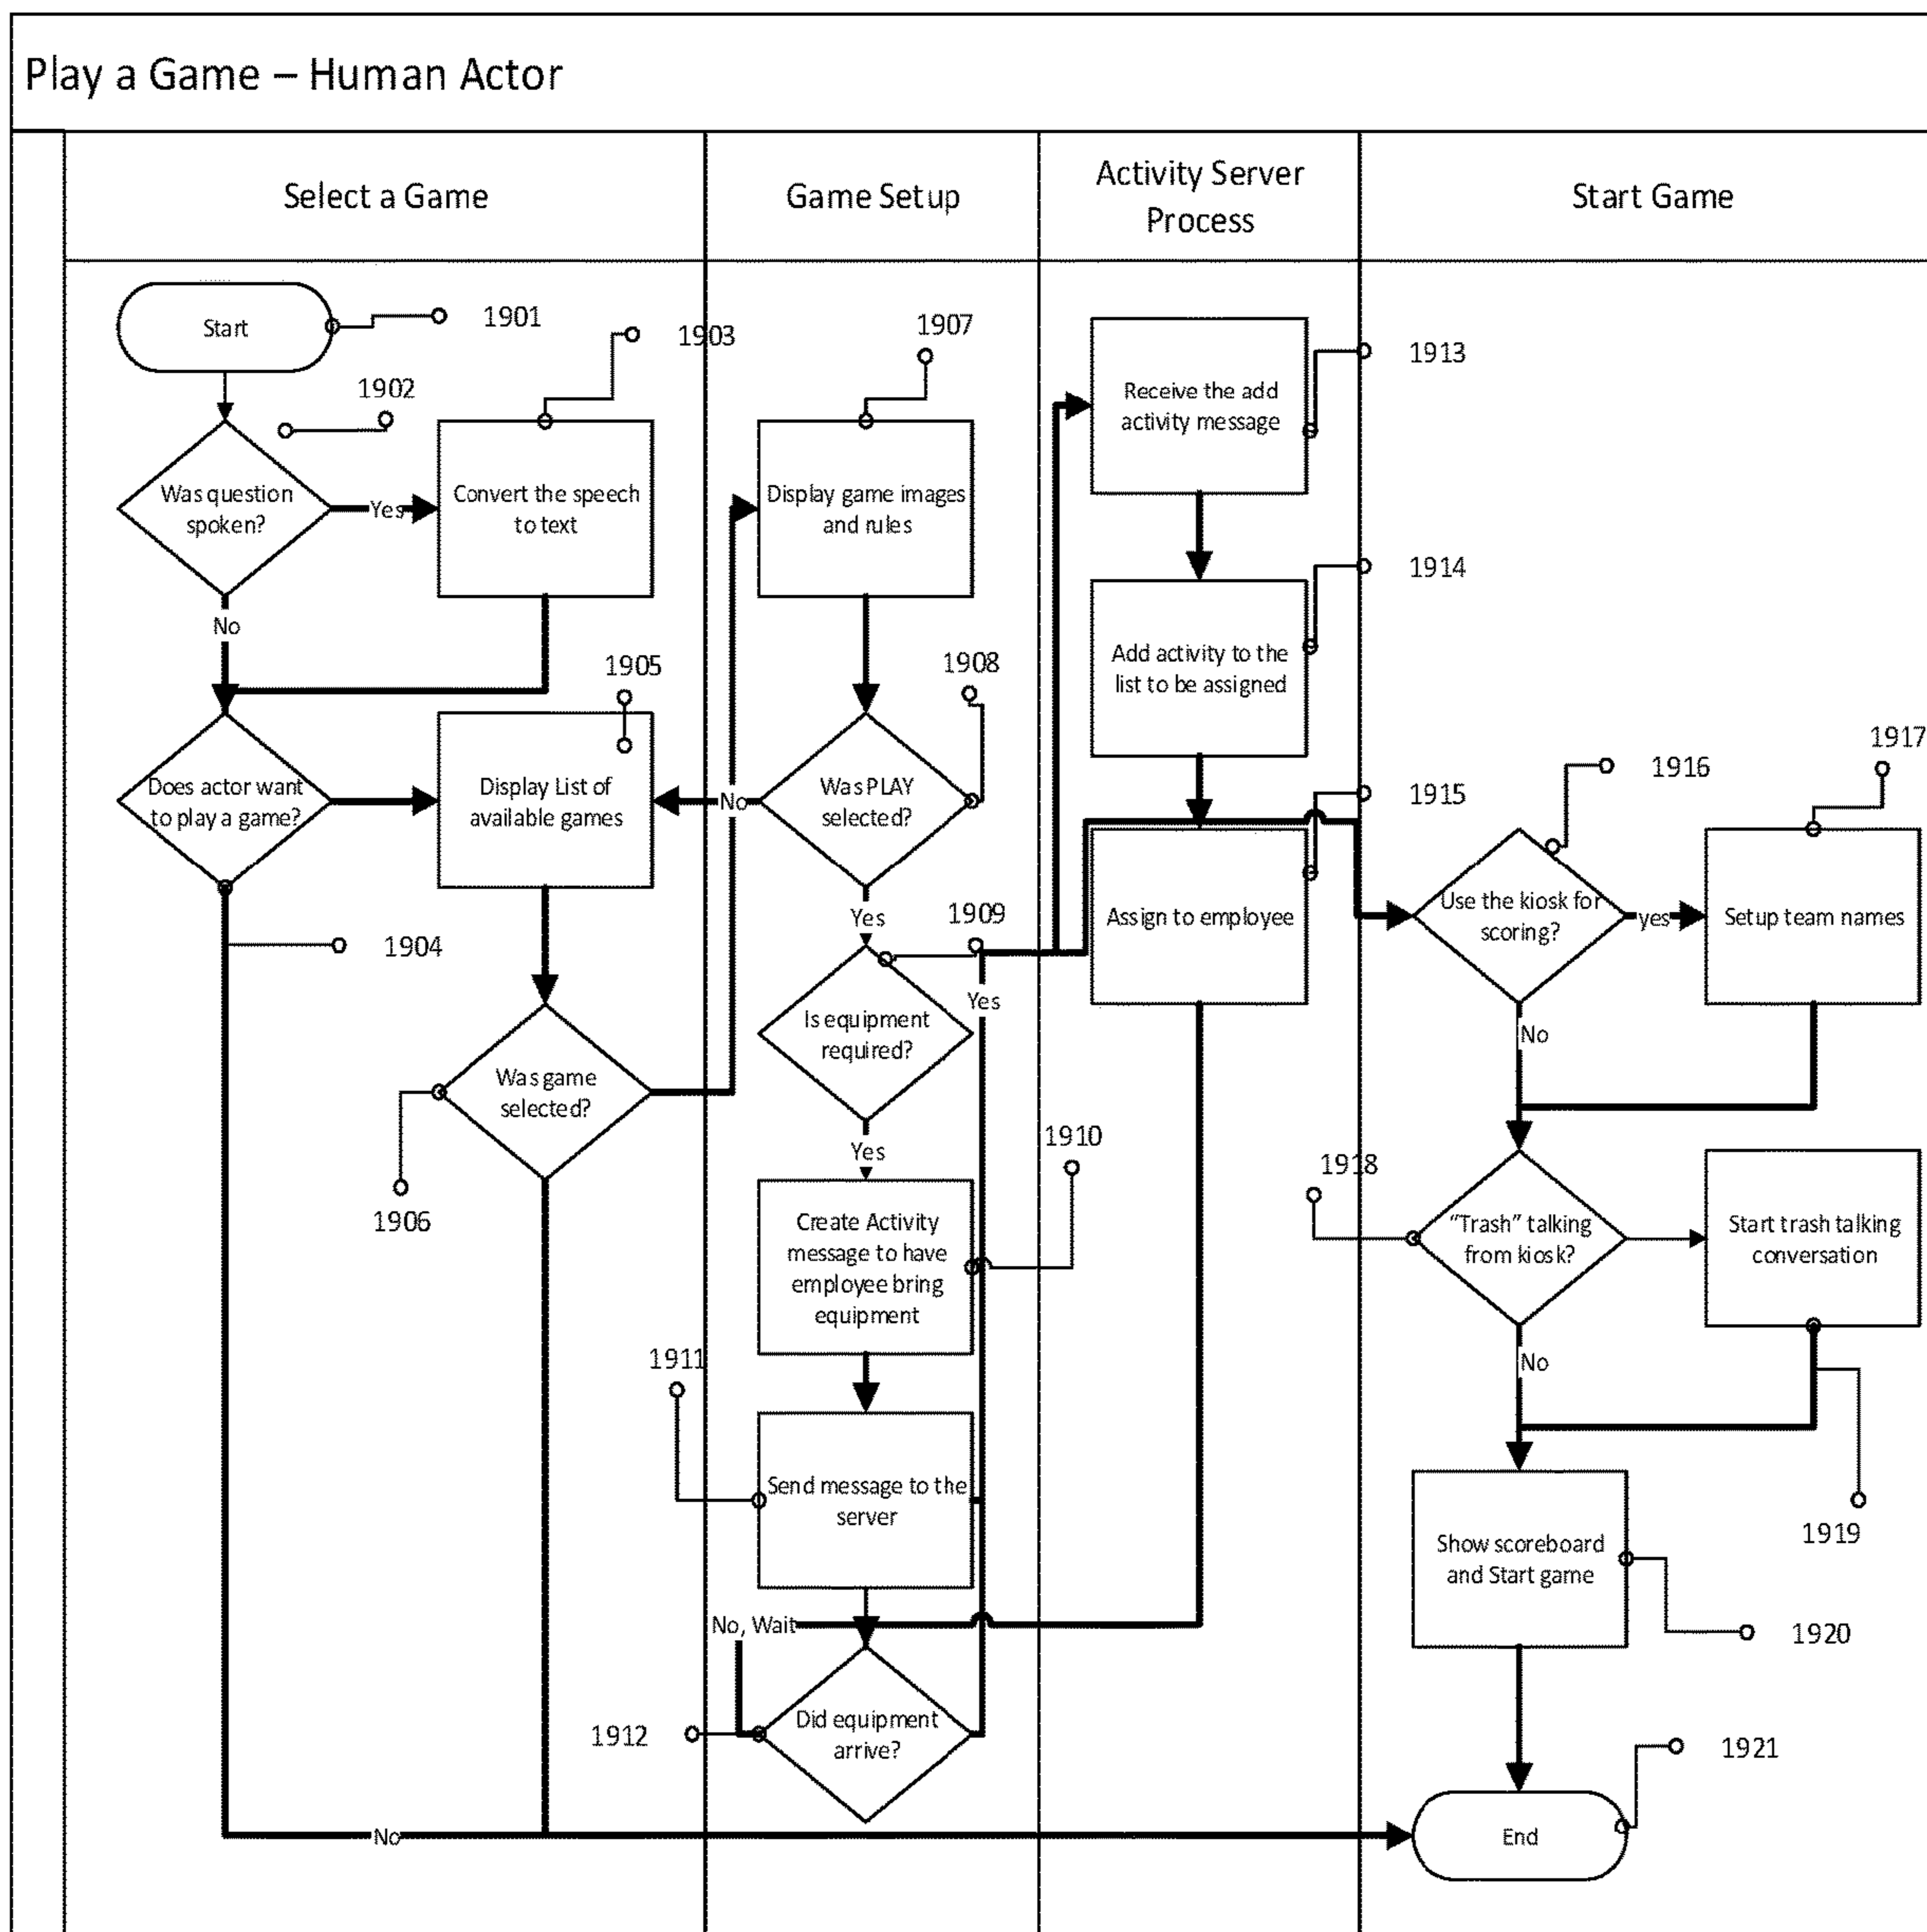 Play a Game – Human Actor
Select a Game
Game Setup
Activity Server
Process
Start Game
Start
1901
1902
1903
Was question
spoken?
Yes
Convert the speech
to text
No
Does actor want
to play a game?
1904
1905
Display List of
available games
Was game
selected?
1906
No
1907
Display game images
and rules
1908
Was PLAY
selected?
No
Yes
1909
Is equipment
required?
Yes
Yes
1910
Create Activity
message to have
employee bring
equipment
1911
Send message to the
server
No, Wait
1912
Did equipment
arrive?
1913
Receive the add
activity message
1914
Add activity to the
list to be assigned
1915
Assign to employee
1916
Use the kiosk for
scoring?
yes
1917
Setup team names
No
1918
“Trash” talking
from kiosk?
Start trash talking
conversation
No
1919
Show scoreboard
and Start game
1920
1921
End